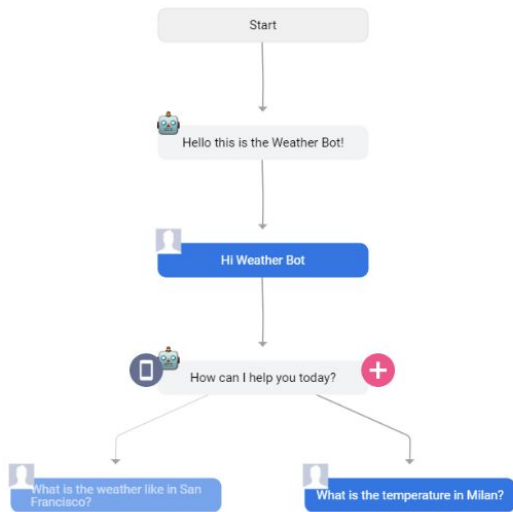 Start
Hello this is the Weather Bot!
Hi Weather Bot
How can I help you today?
What is the weather like in San
Francisco?
What is the temperature in Milan?